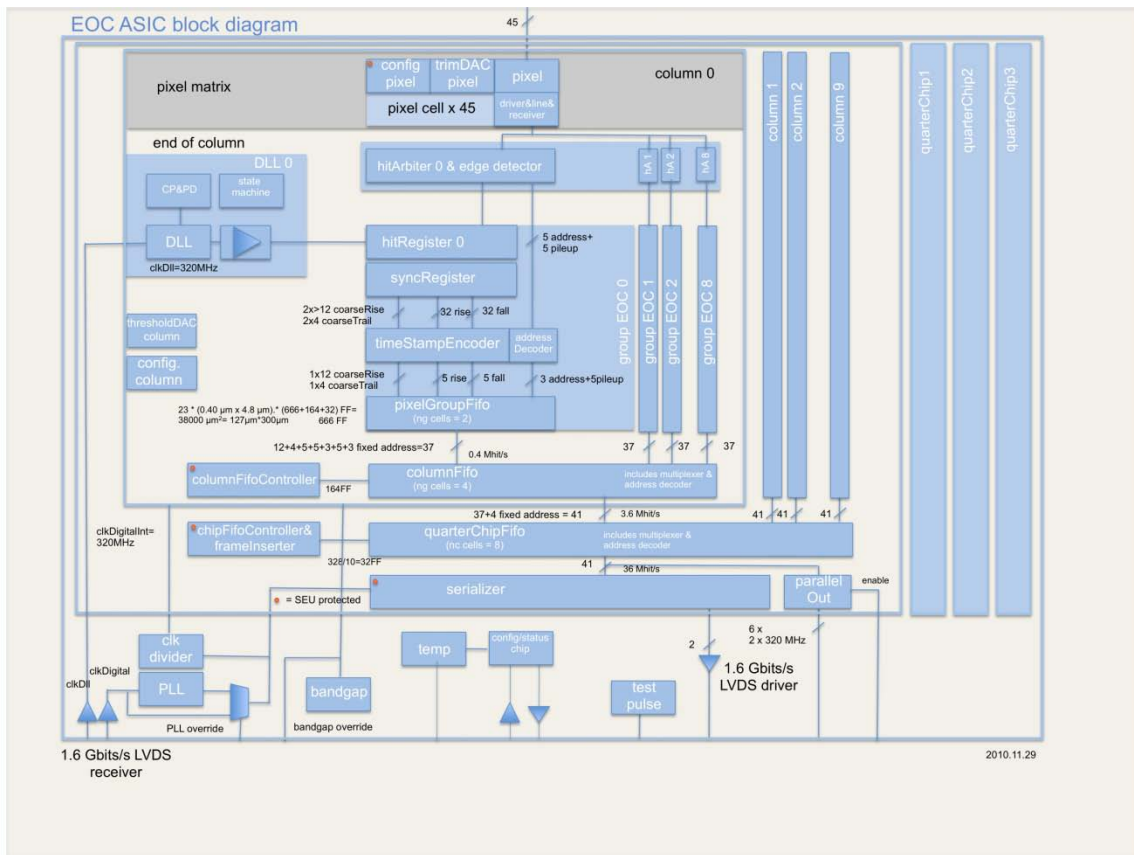 EOC ASIC block diagram
45
pixel matrix
config
pixel
trimDAC
pixel
pixel
column 0
pixel cell x 45
driver&line&
receiver
column 1
column 2
column 9
quarterChip1
quarterChip2
quarterChip3
end of column
DLL 0
CP&PD
state
machine
hitArbiter 0 & edge detector
hA 1
hA 2
hA 8
DLL
clkDll=320MHz
hitRegister 0
5 address+
5 pileup
syncRegister
group EOC 0
group EOC 1
group EOC 2
group EOC 8
2x>12 coarseRise
2x4 coarseTrail
32 rise
32 fall
thresholdDAC
column
timeStampEncoder
address
Decoder
config.
column
1x12 coarseRise
1x4 coarseTrail
5 rise
5 fall
3 address+5pileup
23 * (0.40 µm x 4.8 µm).* (666+164+32) FF=
38000 µm²= 127µm*300µm
666 FF
pixelGroupFifo
(ng cells = 2)
12+4+5+5+3+5+3 fixed address=37
0.4 Mhit/s
37
37
37
columnFifoController
164FF
columnFifo
(ng cells = 4)
includes multiplexer &
address decoder
37+4 fixed address = 41
3.6 Mhit/s
41
41
41
clkDigitalInt=
320MHz
chipFifoController&
frameInserter
328/10=32FF
quarterChipFifo
(nc cells = 8)
includes multiplexer &
address decoder
41
36 Mhit/s
= SEU protected
serializer
parallel
Out
enable
clk
divider
temp
config/status
chip
2
6 x
2 x 320 MHz
clkDll
clkDigital
PLL
bandgap
test
pulse
1.6 Gbits/s
LVDS driver
PLL override
bandgap override
1.6 Gbits/s LVDS
receiver
2010.11.29